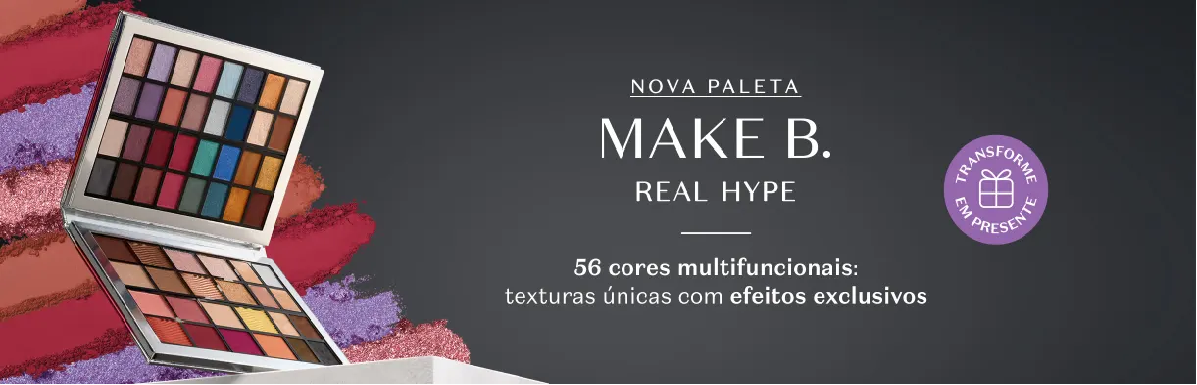 NOVA PALETA
MAKE B.
REAL HYPE
56 cores multifuncionais:
texturas únicas com efeitos exclusivos
TRANSFORME
EM PRESENTE